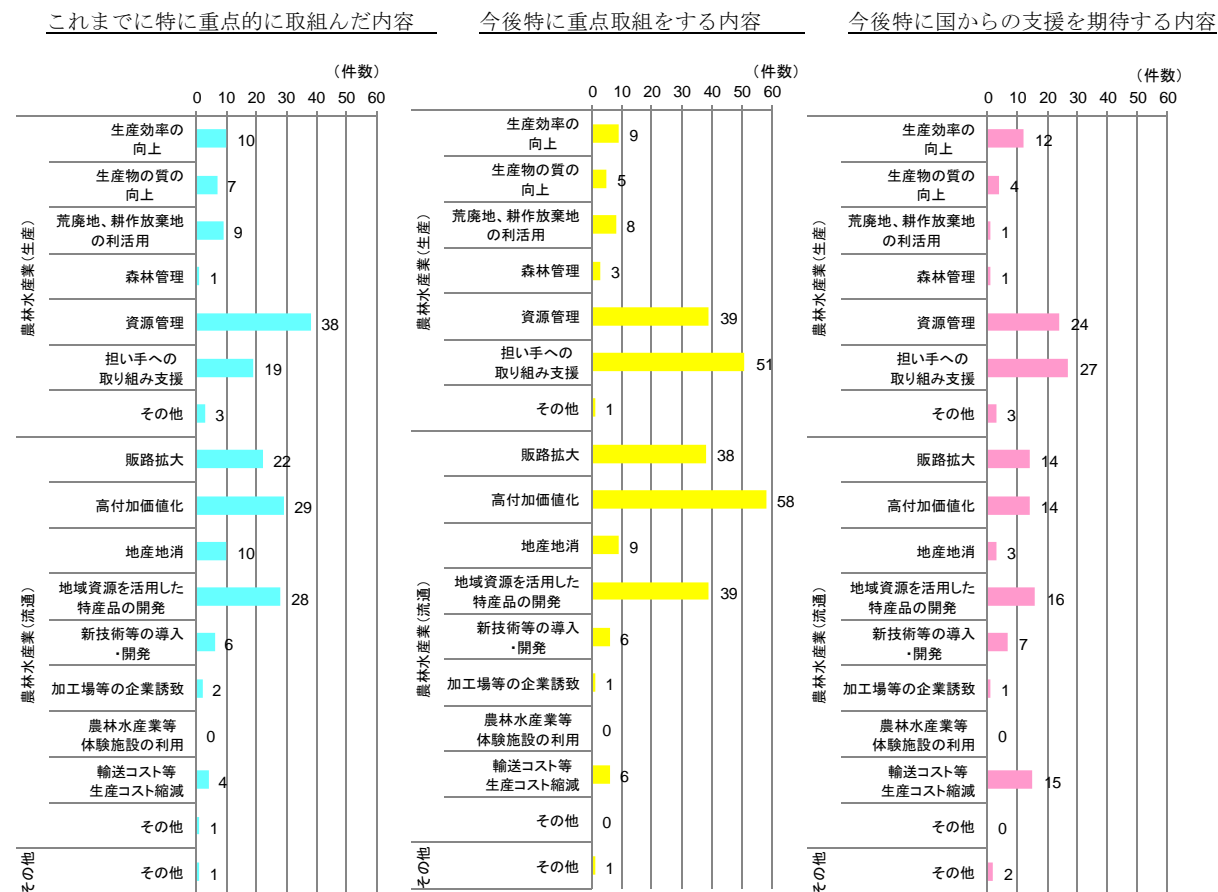 これまでに特に重点的に取組んだ内容
(件数)
0 10 20 30 40 50 60
農林水産業(生産)
生産効率の
向上
10
生産物の質の
向上
7
荒廃地、耕作放棄地
の利活用
9
森林管理
1
資源管理
38
担い手への
取り組み支援
19
その他
3
農林水産業(流通)
販路拡大
22
高付加価値化
29
地産地消
10
地域資源を活用した
特産品の開発
28
新技術等の導入
・開発
6
加工場等の企業誘致
2
農林水産業等
体験施設の利用
0
輸送コスト等
生産コスト縮減
4
その他
1
その他
その他
1
今後特に重点取組をする内容
(件数)
0 10 20 30 40 50 60
農林水産業(生産)
生産効率の
向上
9
生産物の質の
向上
5
荒廃地、耕作放棄地
の利活用
8
森林管理
3
資源管理
39
担い手への
取り組み支援
51
その他
1
農林水産業(流通)
販路拡大
38
高付加価値化
58
地産地消
9
地域資源を活用した
特産品の開発
39
新技術等の導入
・開発
6
加工場等の企業誘致
1
農林水産業等
体験施設の利用
0
輸送コスト等
生産コスト縮減
6
その他
0
その他
その他
1
今後特に国からの支援を期待する内容
(件数)
0 10 20 30 40 50 60
農林水産業(生産)
生産効率の
向上
12
生産物の質の
向上
4
荒廃地、耕作放棄地
の利活用
1
森林管理
1
資源管理
24
担い手への
取り組み支援
27
その他
3
農林水産業(流通)
販路拡大
14
高付加価値化
14
地産地消
3
地域資源を活用した
特産品の開発
16
新技術等の導入
・開発
7
加工場等の企業誘致
1
農林水産業等
体験施設の利用
0
輸送コスト等
生産コスト縮減
15
その他
0
その他
その他
2